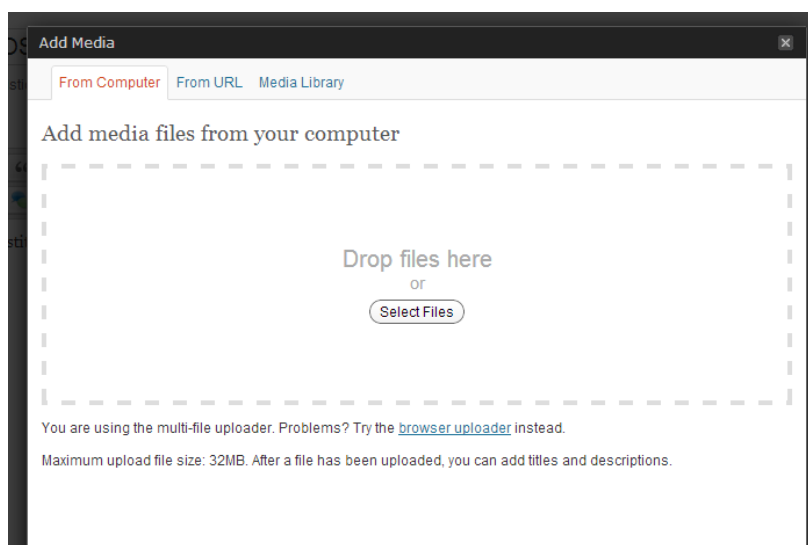 Add Media
From Computer From URL Media Library
Add media files from your computer
Drop files here
or
Select Files
You are using the multi-file uploader. Problems? Try the browser uploader instead.
Maximum upload file size: 32MB. After a file has been uploaded, you can add titles and descriptions.